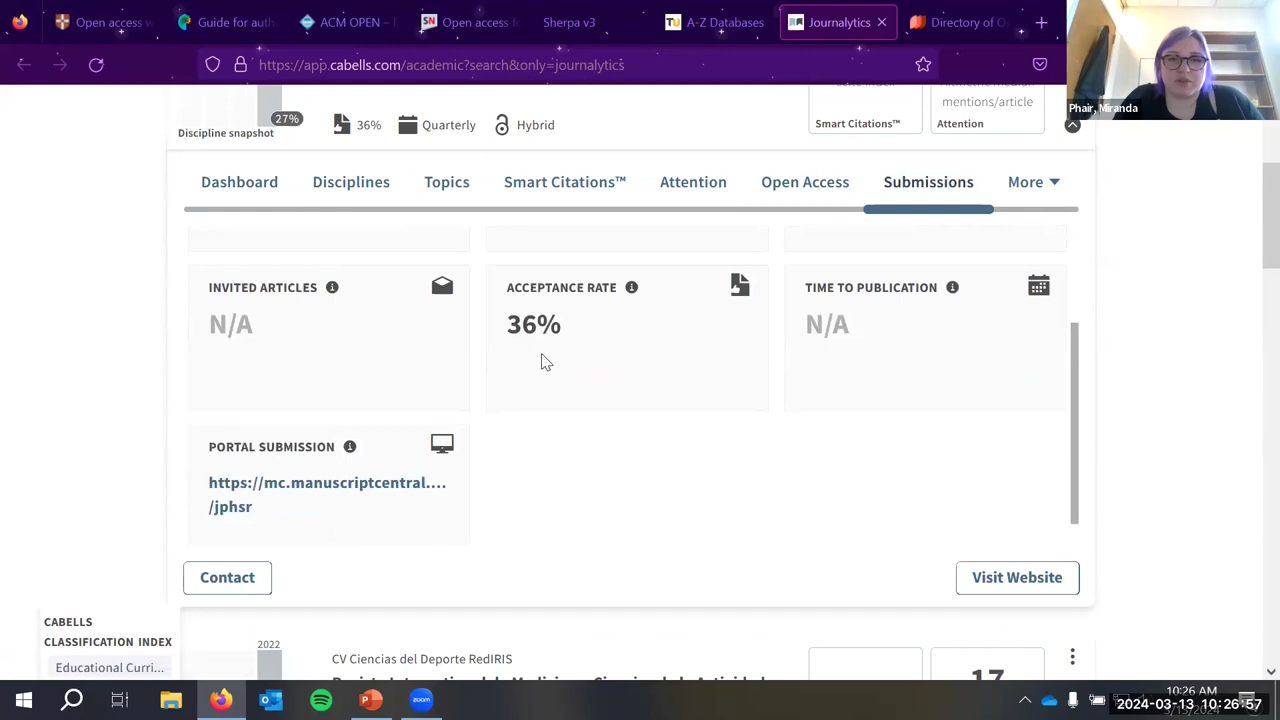 Open access w
Guide for auth
ACM OPEN – 
Open access fo
Sherpa v3
A-Z Databases
Journalytics
Directory of O
https://app.cabells.com/academic?search&only=journalytics
Phair, Miranda
27%
Discipline snapshot
36%
Quarterly
Hybrid
mentions/article
Smart Citations™
Attention
Dashboard
Disciplines
Topics
Smart Citations™
Attention
Open Access
Submissions
More
INVITED ARTICLES
N/A
ACCEPTANCE RATE
36%
TIME TO PUBLICATION
N/A
PORTAL SUBMISSION
https://mc.manuscriptcentral....
/jphsr
Contact
Visit Website
CABELLS
CLASSIFICATION INDEX
Educational Curri...
2022
CV Ciencias del Deporte RedIRIS
17
10:26 AM
2024-03-13 10:26:57